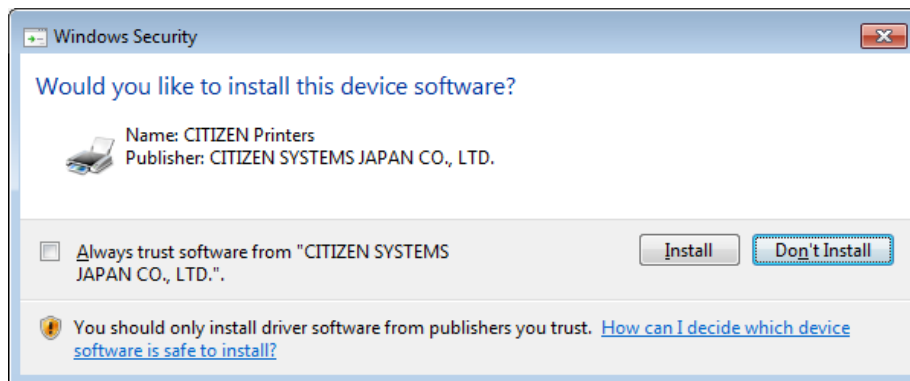 Windows Security
Would you like to install this device software?
Name: CITIZEN Printers
Publisher: CITIZEN SYSTEMS JAPAN CO., LTD.
Always trust software from "CITIZEN SYSTEMS
JAPAN CO., LTD.".
Install
Don't Install
You should only install driver software from publishers you trust. How can I decide which device
software is safe to install?